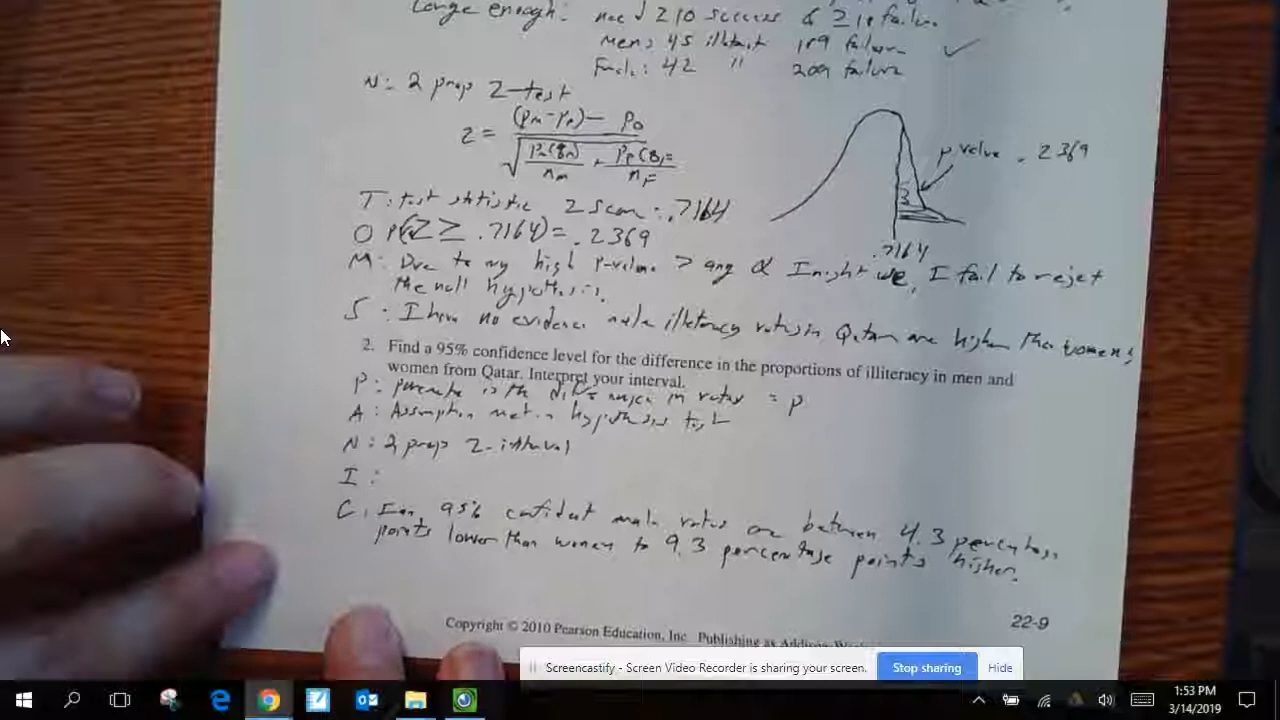 Large enough: need ≥10 success & ≥10 failure
Men: 45 illiterate 189 failures ✓
Female: 42 " 209 failure
N: 2 prop Z-test
z = (pm-pF) - p0
nm nF
p value = .2369
T: test statistic Z score = .7164
O P(Z ≥ .7164) = .2369
.7164
M: Due to my high p-value > any α I might use, I fail to reject
the null hypothesis.
S: I have no evidence male illiteracy rates in Qatar are higher than women's
2. Find a 95% confidence level for the difference in the proportions of illiteracy in men and
women from Qatar. Interpret your interval.
P: parameter is the difference in rates = p
A: Assumption met in hypothesis test
N: 2 prop Z-interval
I:
C: I am 95% confident male rates are between 4.3 percentage
points lower than women to 9.3 percentage points higher.
Copyright © 2010 Pearson Education, Inc. Publishing as
22-9
Screencastify - Screen Video Recorder is sharing your screen.
Stop sharing
Hide
1:53 PM
3/14/2019